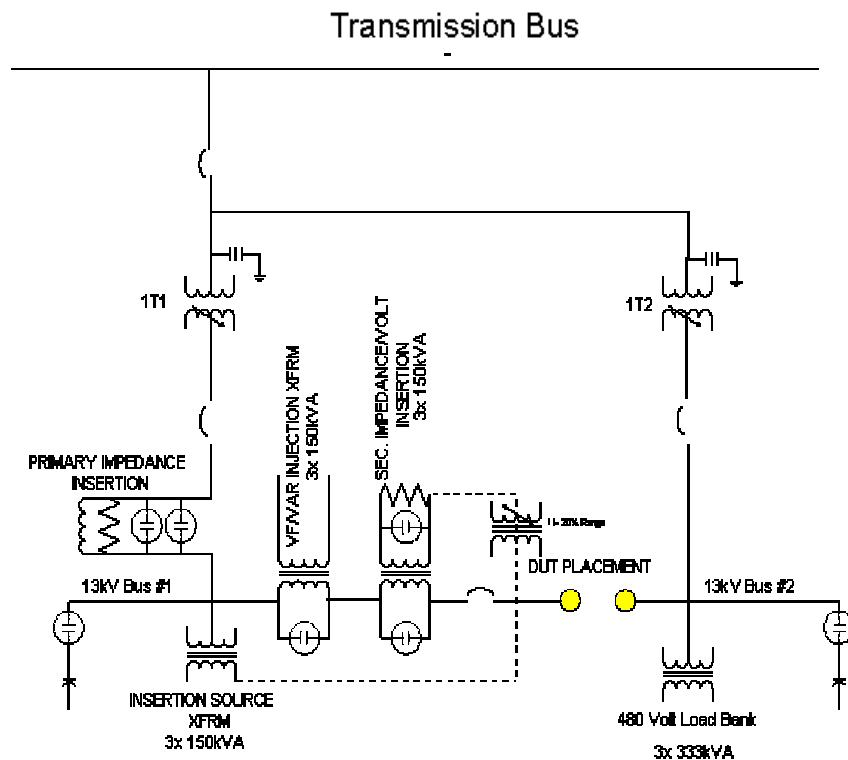 Transmission Bus
-
1T1
1T2
VF/VAR INJECTION XFRM
3x 150kVA
SEC. IMPEDANCE/VOLT
INSERTION
3x 150kVA
PRIMARY IMPEDANCE
INSERTION
20% Range
DUT PLACEMENT
13kV Bus #1
13kV Bus #2
INSERTION SOURCE
XFRM
3x 150kVA
480 Volt Load Bank
3x 333kVA